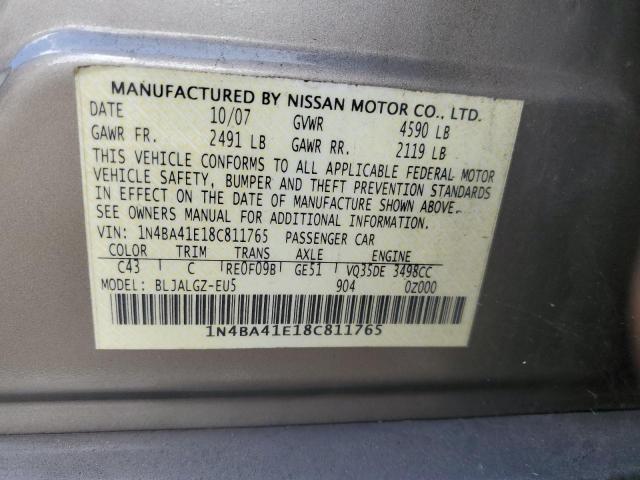 MANUFACTURED BY NISSAN MOTOR CO., LTD.
DATE 10/07 GVWR 4590 LB
GAWR FR. 2491 LB GAWR RR. 2119 LB
THIS VEHICLE CONFORMS TO ALL APPLICABLE FEDERAL MOTOR
VEHICLE SAFETY, BUMPER AND THEFT PREVENTION STANDARDS
IN EFFECT ON THE DATE OF MANUFACTURE SHOWN ABOVE.
SEE OWNERS MANUAL FOR ADDITIONAL INFORMATION.
VIN: 1N4BA41E18C811765 PASSENGER CAR
COLOR TRIM TRANS AXLE ENGINE
C43 C RE0F09B GE51 VQ35DE 3498CC
MODEL: BLJALGZ-EU5 904 0Z000
1N4BA41E18C811765